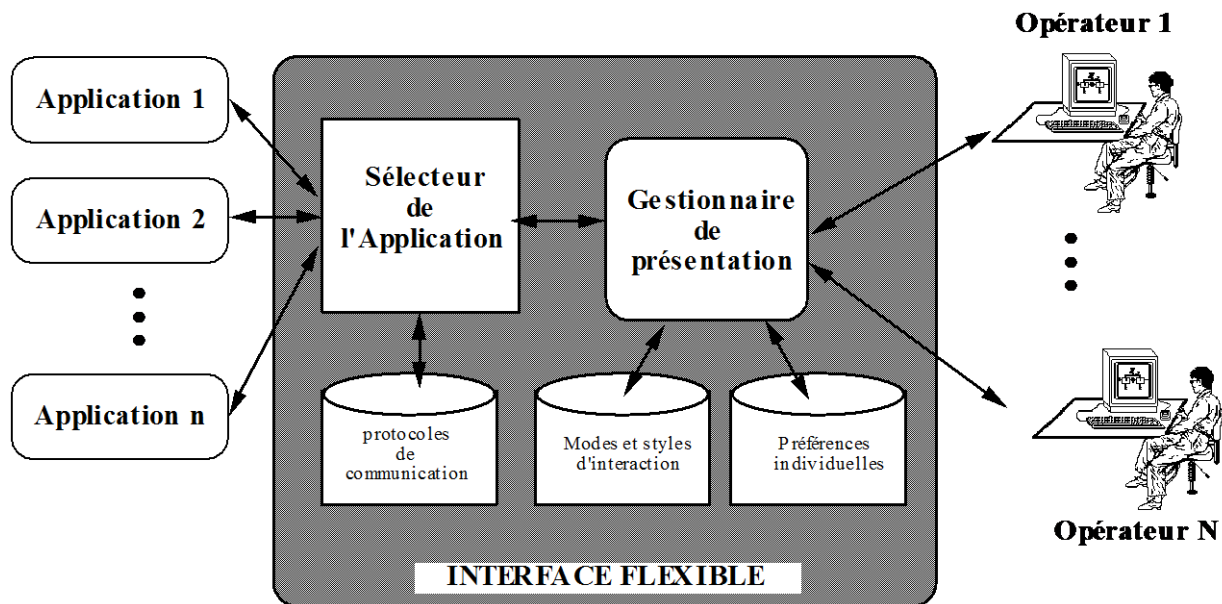 Opérateur 1
Application 1
Application 2
Application n
Sélecteur
de
l'Application
Gestionnaire
de
présentation
protocoles
de
communication
Modes et styles
d'interaction
Préférences
individuelles
Opérateur N
INTERFACE FLEXIBLE